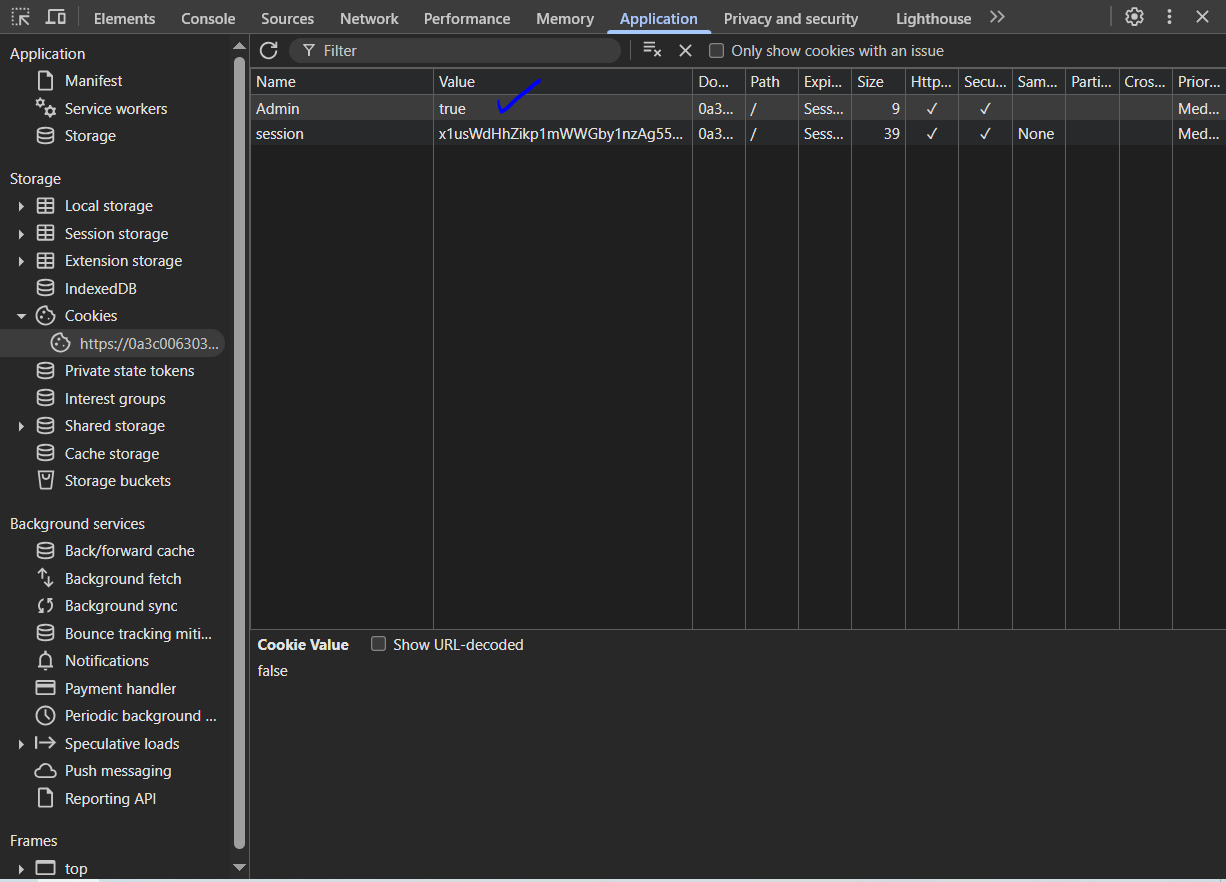 Elements Console Sources Network Performance Memory Application Privacy and security Lighthouse
Application
Manifest
Service workers
Storage
Storage
Local storage
Session storage
Extension storage
IndexedDB
Cookies
https://0a3c006303...
Private state tokens
Interest groups
Shared storage
Cache storage
Storage buckets
Background services
Back/forward cache
Background fetch
Background sync
Bounce tracking miti...
Notifications
Payment handler
Periodic background ...
Speculative loads
Push messaging
Reporting API
Frames
top
Filter Only show cookies with an issue
Name Value Do... Path Expi... Size Http... Secu... Sam... Parti... Cros... Prior...
Admin true 0a3... / Sess... 9 ✓ ✓ Med...
session x1usWdHhZikp1mWWGby1nzAg55... 0a3... / Sess... 39 ✓ ✓ None Med...
Cookie Value Show URL-decoded
false